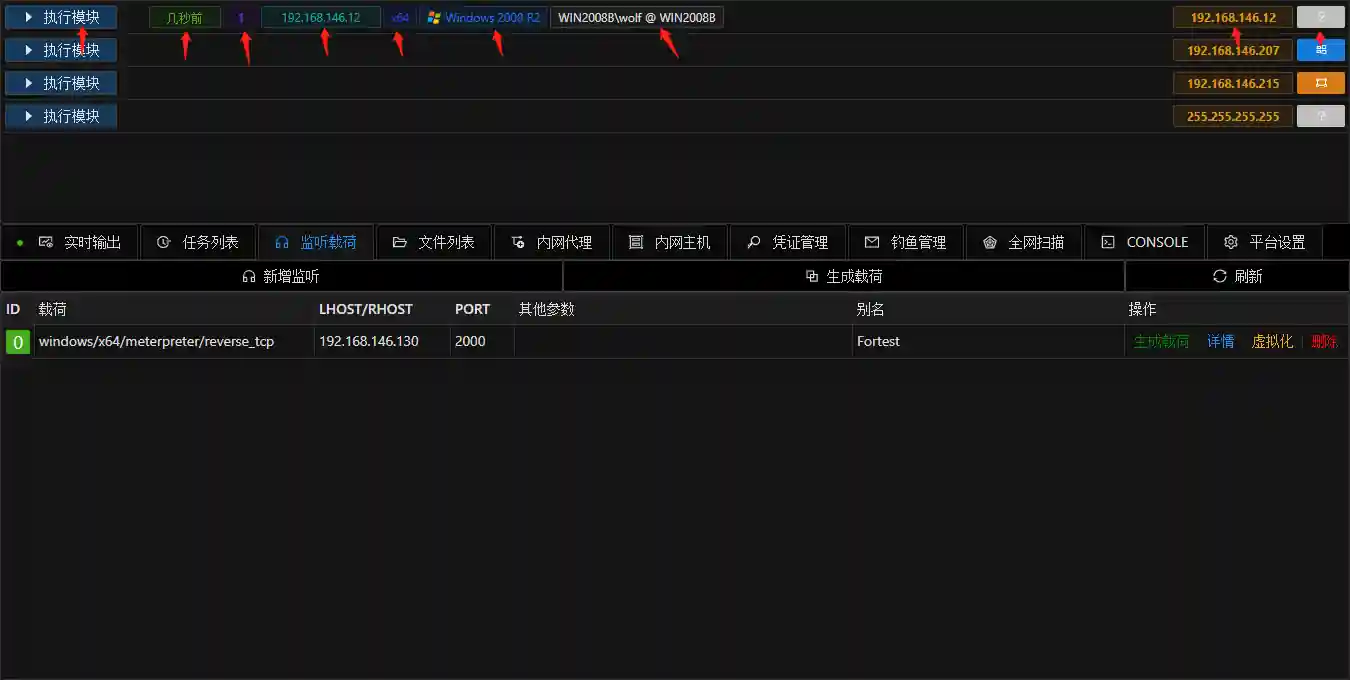 执行模块 几秒前 1 192.168.146.12 x64 Windows 2008 R2 WIN2008B\wolf @ WIN2008B 192.168.146.12
执行模块 192.168.146.207
执行模块 192.168.146.215
执行模块 255.255.255.255
实时输出 任务列表 监听载荷 文件列表 内网代理 内网主机 凭证管理 钓鱼管理 全网扫描 CONSOLE 平台设置
新增监听 生成载荷 刷新
ID 载荷 LHOST/RHOST PORT 其他参数 别名 操作
0 windows/x64/meterpreter/reverse_tcp 192.168.146.130 2000 Fortest 生成载荷 详情 虚拟化 删除